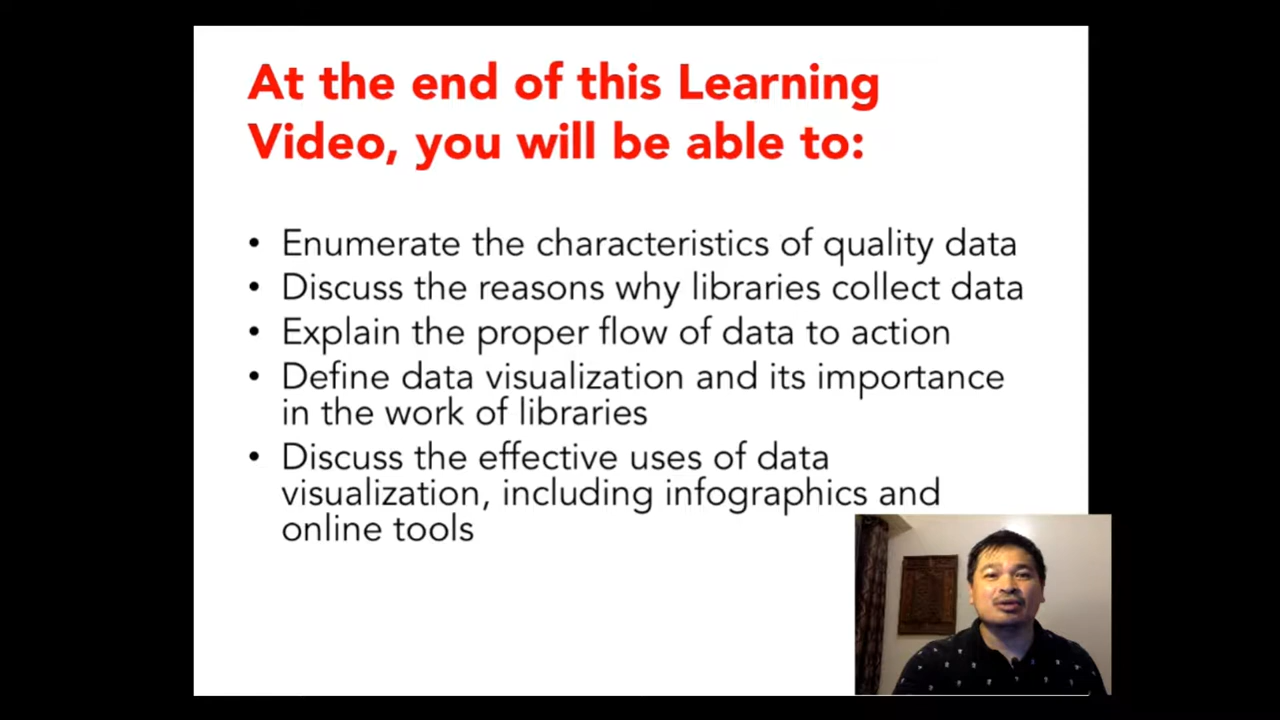 At the end of this Learning
Video, you will be able to:
• Enumerate the characteristics of quality data
• Discuss the reasons why libraries collect data
• Explain the proper flow of data to action
• Define data visualization and its importance
in the work of libraries
• Discuss the effective uses of data
visualization, including infographics and
online tools